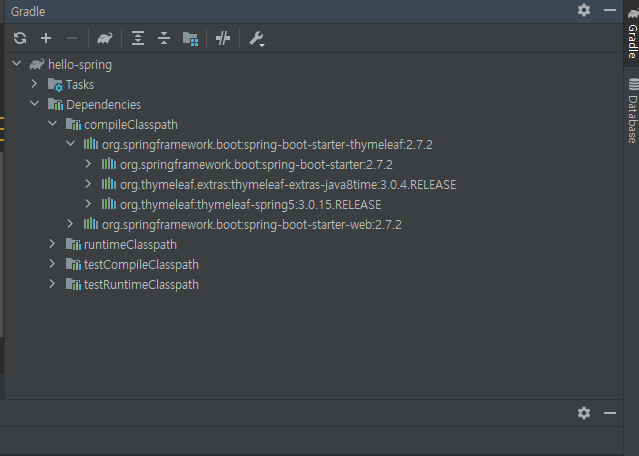 Gradle
hello-spring
Tasks
Dependencies
compileClasspath
org.springframework.boot:spring-boot-starter-thymeleaf:2.7.2
org.springframework.boot:spring-boot-starter:2.7.2
org.thymeleaf.extras:thymeleaf-extras-java8time:3.0.4.RELEASE
org.thymeleaf:thymeleaf-spring5:3.0.15.RELEASE
org.springframework.boot:spring-boot-starter-web:2.7.2
runtimeClasspath
testCompileClasspath
testRuntimeClasspath
Gradle
Database